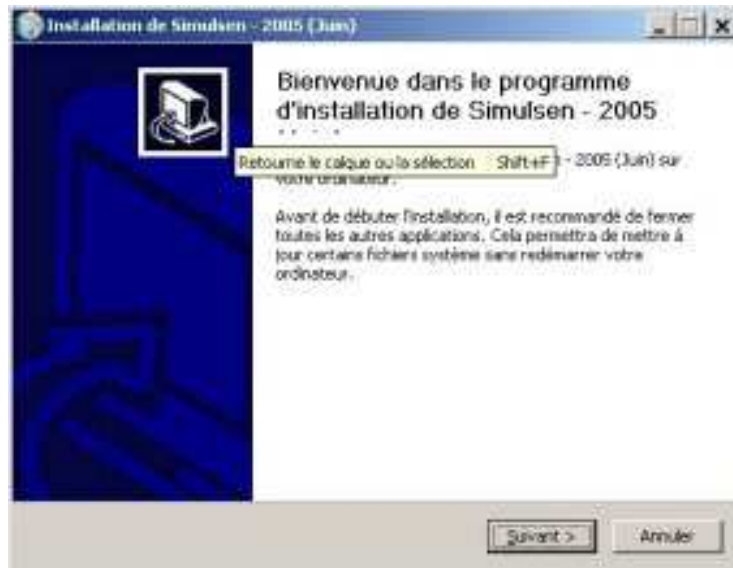 Installation de Simulsen - 2005 (Juin)
Bienvenue dans le programme
d'installation de Simulsen - 2005
Retourne le calque ou la sélection Shift+F
- 2005 (Juin) sur
votre ordinateur.
Avant de débuter l'installation, il est recommandé de fermer
toutes les autres applications. Cela permettra de mettre à
jour certains fichiers système sans redémarrer votre
ordinateur.
Suivant >
Annuler